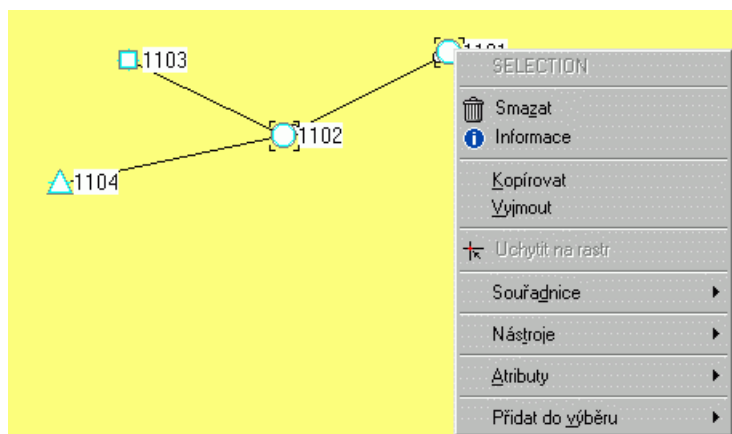 1103
1102
1104
SELECTION
Smazat
Informace
Kopírovat
Vyjmout
Uchytit na rastr
Souřadnice
Nástroje
Atributy
Přidat do výběru